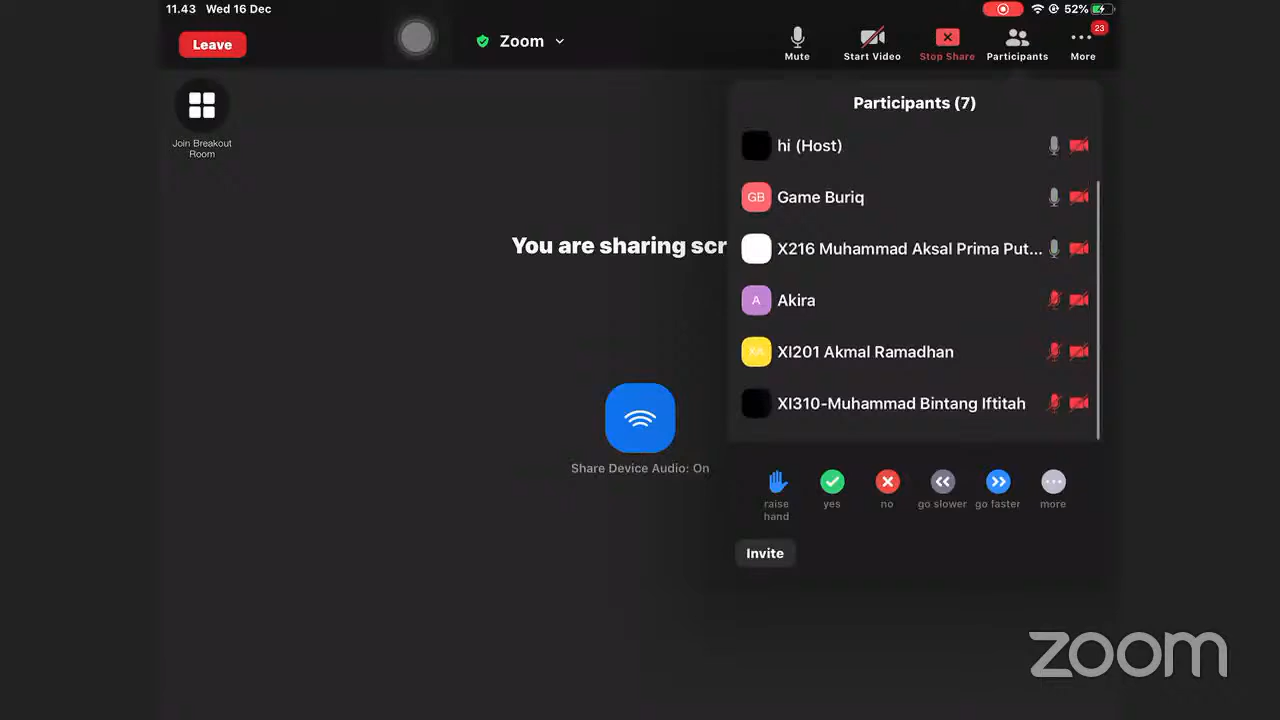 11.43 Wed 16 Dec
52%
Leave
Zoom
Mute
Start Video
Stop Share
Participants
23
More
Join Breakout
Room
Participants (7)
hi (Host)
GB Game Buriq
X216 Muhammad Aksal Prima Put...
A Akira
XA XI201 Akmal Ramadhan
XI310-Muhammad Bintang Iftitah
You are sharing scr
Share Device Audio: On
raise
hand
yes
no
go slower
go faster
more
Invite
zoom